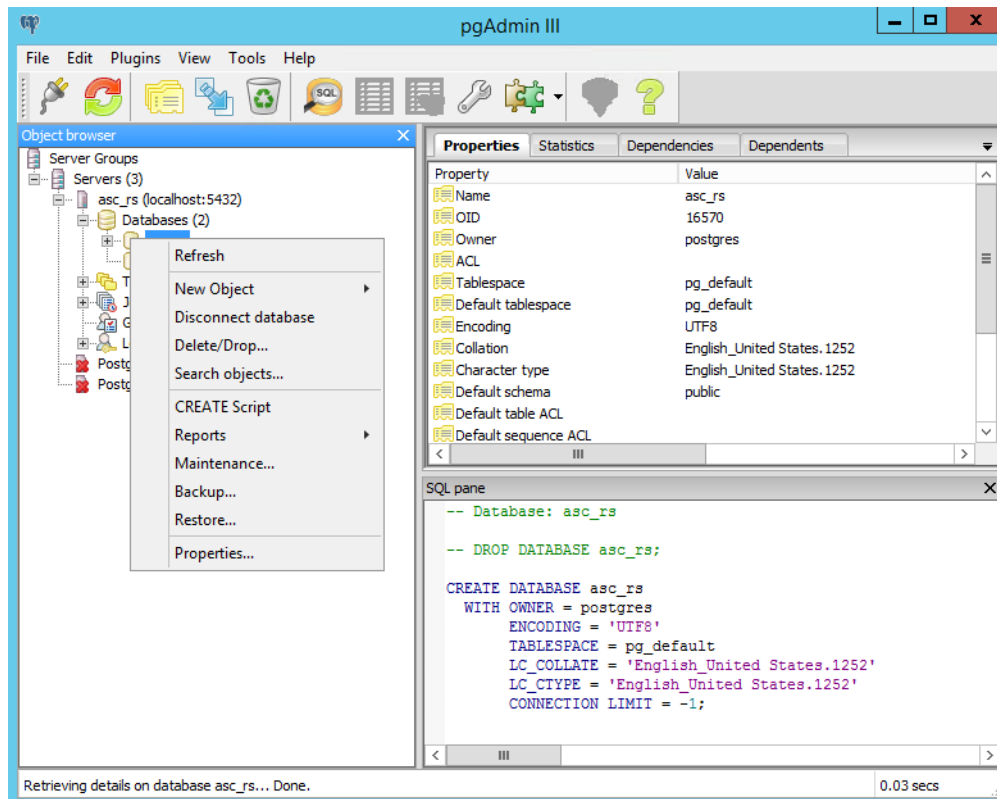 pgAdmin III
File Edit Plugins View Tools Help
SQL
Object browser
Server Groups
Servers (3)
asc_rs (localhost:5432)
Databases (2)
T
J
G
L
Postg
Postg
Refresh
New Object
Disconnect database
Delete/Drop...
Search objects...
CREATE Script
Reports
Maintenance...
Backup...
Restore...
Properties...
Properties Statistics Dependencies Dependents
Property Value
Name asc_rs
OID 16570
Owner postgres
ACL
Tablespace pg_default
Default tablespace pg_default
Encoding UTF8
Collation English_United States.1252
Character type English_United States.1252
Default schema public
Default table ACL
Default sequence ACL
SQL pane
-- Database: asc_rs
-- DROP DATABASE asc_rs;
CREATE DATABASE asc_rs
WITH OWNER = postgres
ENCODING = 'UTF8'
TABLESPACE = pg_default
LC_COLLATE = 'English_United States.1252'
LC_CTYPE = 'English_United States.1252'
CONNECTION LIMIT = -1;
Retrieving details on database asc_rs... Done. 0.03 secs